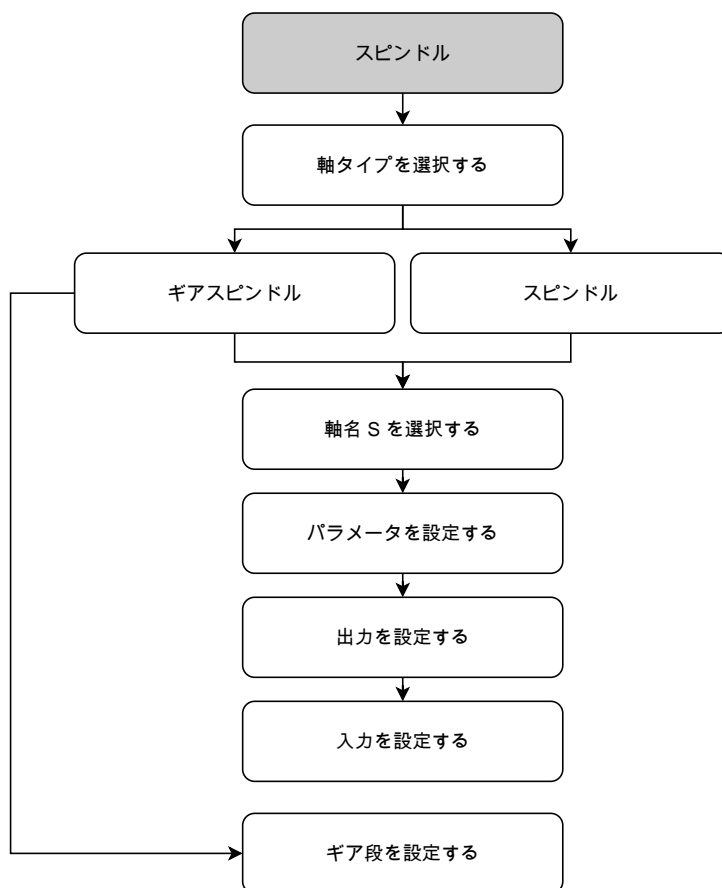 スピンドル
軸タイプを選択する
ギアスピンドル
スピンドル
軸名 S を選択する
パラメータを設定する
出力を設定する
入力を設定する
ギア段を設定する